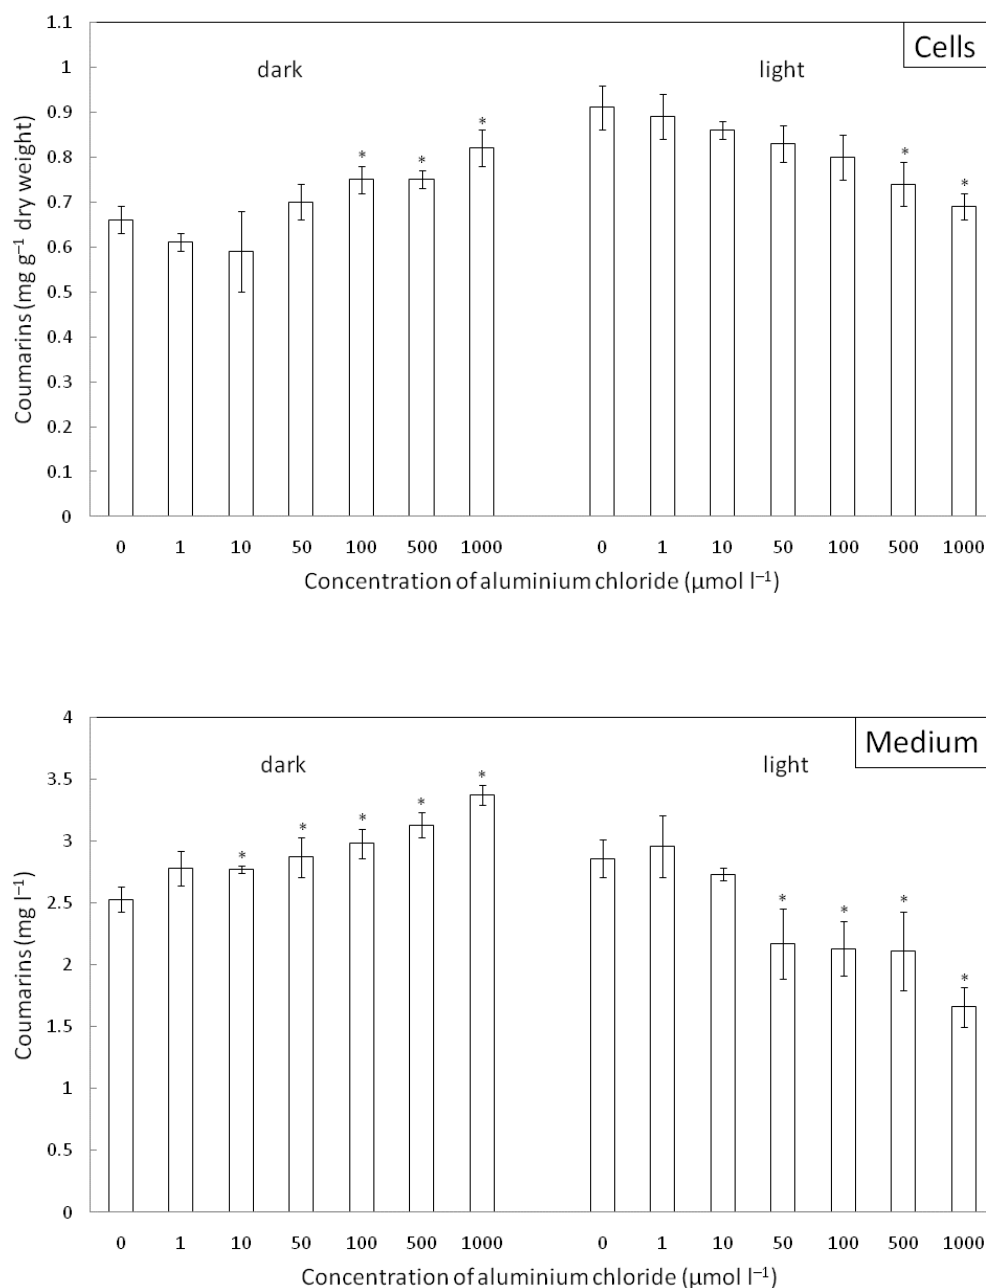 1.1
Cells
dark
light
1
0.9
0.8
0.7
0.6
0.5
0.4
0.3
0.2
0.1
0
* * * * *
Coumarins (mg g⁻¹ dry weight)
0 1 10 50 100 500 1000 0 1 10 50 100 500 1000
Concentration of aluminium chloride (µmol l⁻¹)
4
Medium
dark
light
3.5
3
2.5
2
1.5
1
0.5
0
* * * * * * * * *
Coumarins (mg l⁻¹)
0 1 10 50 100 500 1000 0 1 10 50 100 500 1000
Concentration of aluminium chloride (µmol l⁻¹)